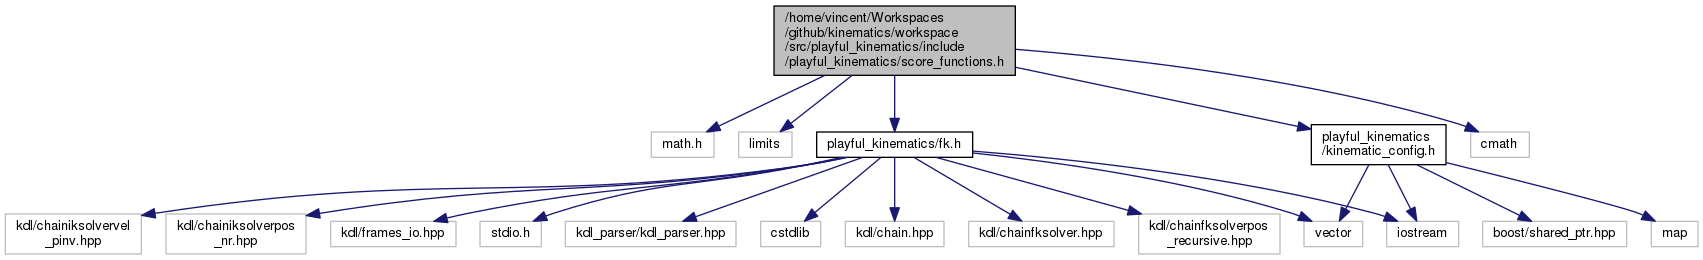 /home/vincent/Workspaces
/github/kinematics/workspace
/src/playful_kinematics/include
/playful_kinematics/score_functions.h
math.h
limits
playful_kinematics/fk.h
playful_kinematics
/kinematic_config.h
cmath
kdl/chainiksolvervel
_pinv.hpp
kdl/chainiksolverpos
_nr.hpp
kdl/frames_io.hpp
stdio.h
kdl_parser/kdl_parser.hpp
cstdlib
kdl/chain.hpp
kdl/chainfksolver.hpp
kdl/chainfksolverpos
_recursive.hpp
vector
iostream
boost/shared_ptr.hpp
map